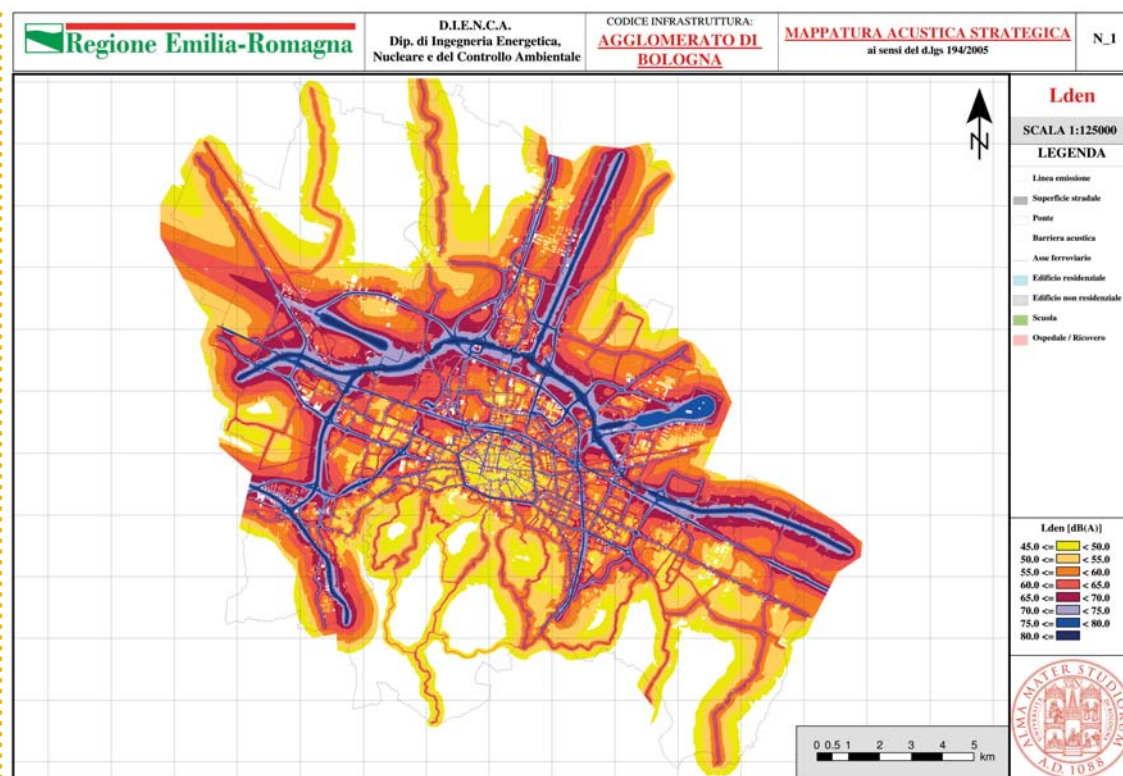 Regione Emilia-Romagna
D.I.E.N.C.A.
Dip. di Ingegneria Energetica,
Nucleare e del Controllo Ambientale
CODICE INFRASTRUTTURA:
AGGLOMERATO DI
BOLOGNA
MAPPATURA ACUSTICA STRATEGICA
ai sensi del d.lgs 194/2005
N_1
N
Lden
SCALA 1:125000
LEGENDA
Linea emissione
Superficie stradale
Ponte
Barriera acustica
Asse ferroviario
Edificio residenziale
Edificio non residenziale
Scuola
Ospedale / Ricovero
Lden [dB(A)]
45.0 <= < 50.0
50.0 <= < 55.0
55.0 <= < 60.0
60.0 <= < 65.0
65.0 <= < 70.0
70.0 <= < 75.0
75.0 <= < 80.0
80.0 <=
0 0.5 1 2 3 4 5
km
ALMA MATER STUDIORUM
A.D. 1088